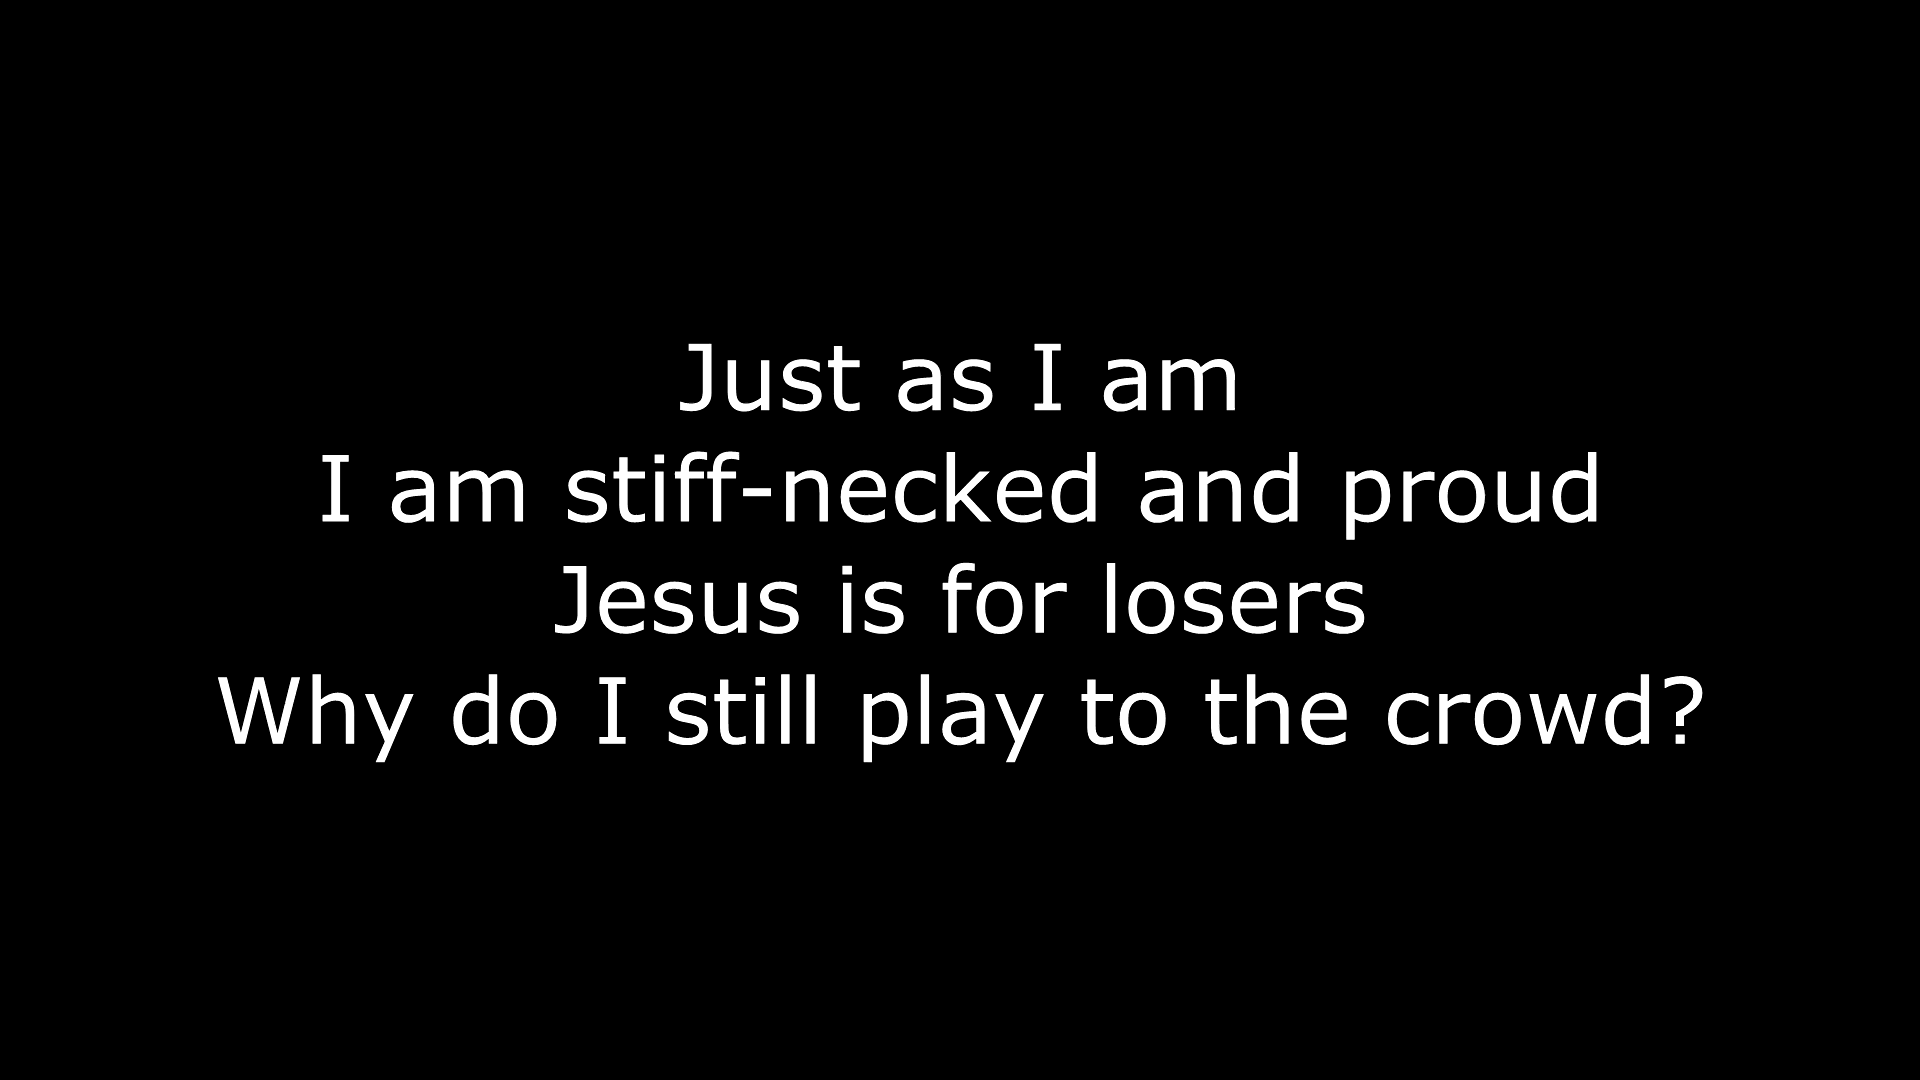 Just as I am
I am stiff-necked and proud
Jesus is for losers
Why do I still play to the crowd?